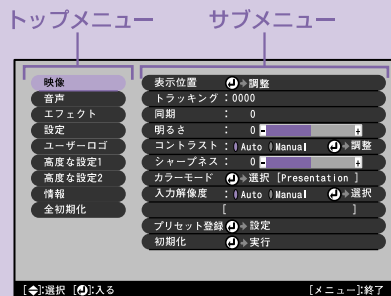 トップメニュー サブメニュー
映像
音声
エフェクト
設定
ユーザーロゴ
高度な設定1
高度な設定2
情報
全初期化
表示位置 調整
トラッキング：0000
同期 ： 0
明るさ ： 0 - +
コントラスト ： Auto Manual 調整
シャープネス ： 0 - +
カラーモード 選択 [Presentation ]
入力解像度 ： Auto Manual 選択
[ ]
プリセット登録 設定
初期化 実行
[ ]:選択 [ ]:入る [メニュー]:終了